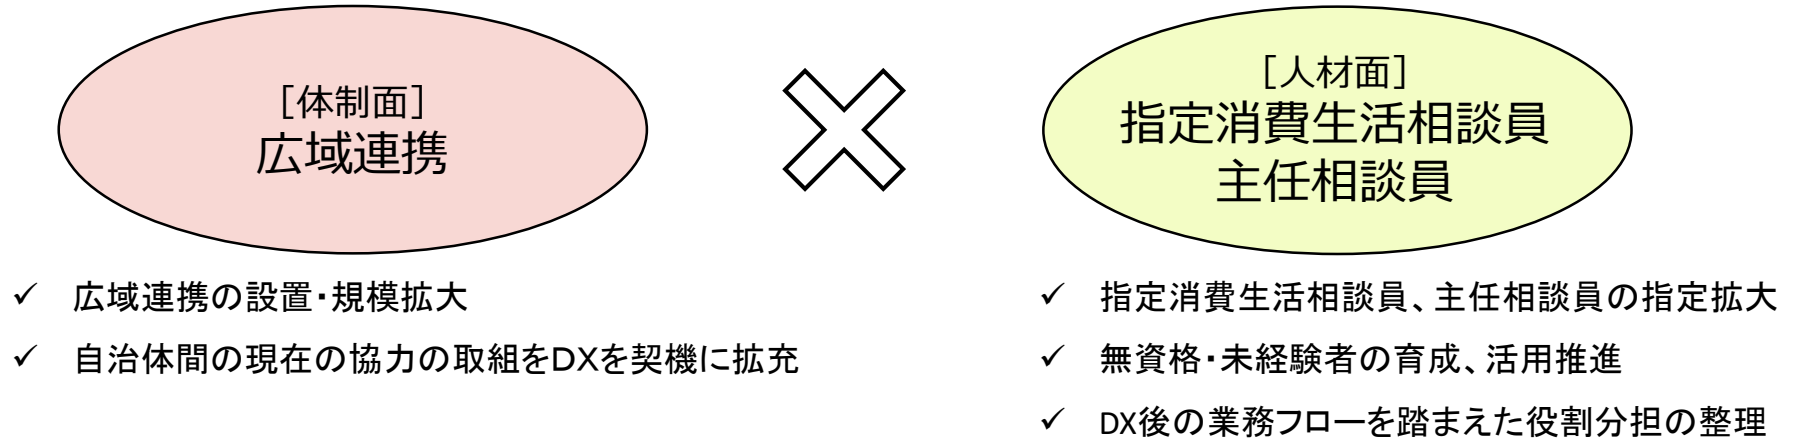 ［体制面］
広域連携
✓ 広域連携の設置・規模拡大
✓ 自治体間の現在の協力の取組をDXを契機に拡充
［人材面］
指定消費生活相談員
主任相談員
✓ 指定消費生活相談員、主任相談員の指定拡大
✓ 無資格・未経験者の育成、活用推進
✓ DX後の業務フローを踏まえた役割分担の整理